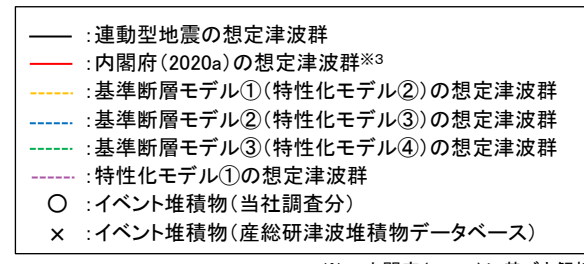 :連動型地震の想定津波群
:内閣府(2020a)の想定津波群※3
:基準断層モデル①(特性化モデル②)の想定津波群
:基準断層モデル②(特性化モデル③)の想定津波群
:基準断層モデル③(特性化モデル④)の想定津波群
:特性化モデル①の想定津波群
○ :イベント堆積物(当社調査分)
× :イベント堆積物(産総研津波堆積物データベース)